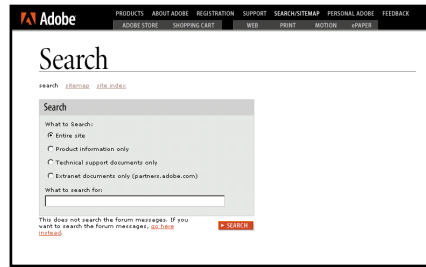 Adobe
PRODUCTS ABOUT ADOBE REGISTRATION SUPPORT SEARCH/SITEMAP PERSONAL ADOBE FEEDBACK
ADOBE STORE SHOPPING CART WEB PRINT MOTION ePAPER
Search
search sitemap site index
Search
What to Search:
Entire site
Product information only
Technical support documents only
Extranet documents only (partners.adobe.com)
What to search for:
This does not search the forum messages. If you
want to search the forum messages, go here
instead.
SEARCH